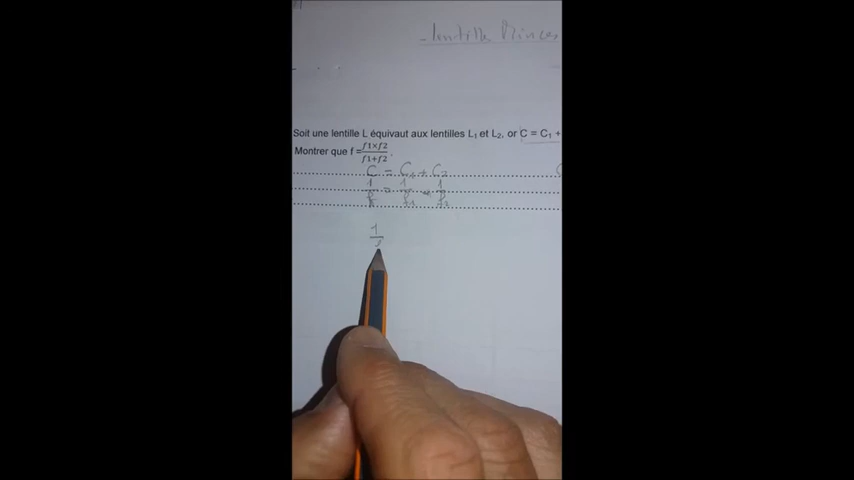 - lentille Minces
Soit une lentille L équivaut aux lentilles L₁ et L₂, or C = C₁ +
Montrer que f = f1×f2 / f1+f2 .
C = C₁ + C₂
1/f = 1/f₁ + 1/f₂
1/f